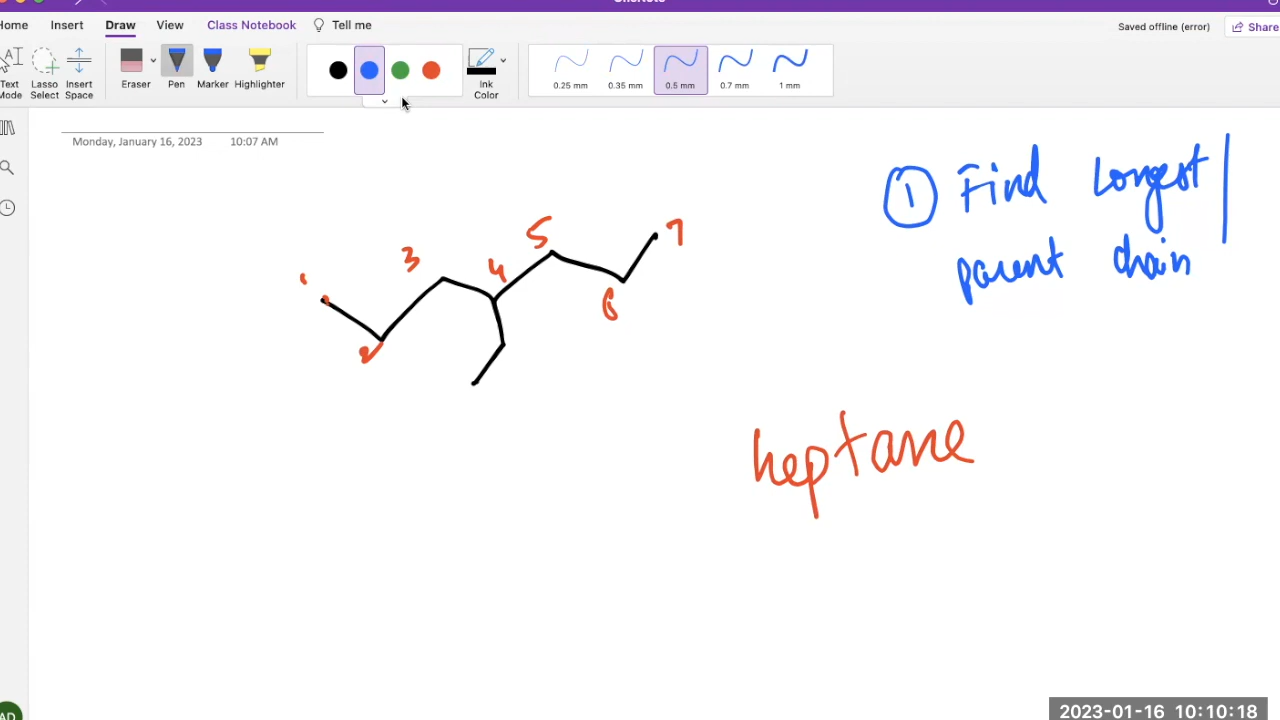 OneNote
Home Insert Draw View Class Notebook Tell me
Saved offline (error) Share
Text Mode Lasso Select Insert Space Eraser Pen Marker Highlighter Ink Color 0.25 mm 0.35 mm 0.5 mm 0.7 mm 1 mm
Monday, January 16, 2023 10:07 AM
1 Find Longest
parent chain
1 2 3 4 5 6 7
heptane
AD
2023-01-16 10:10:18